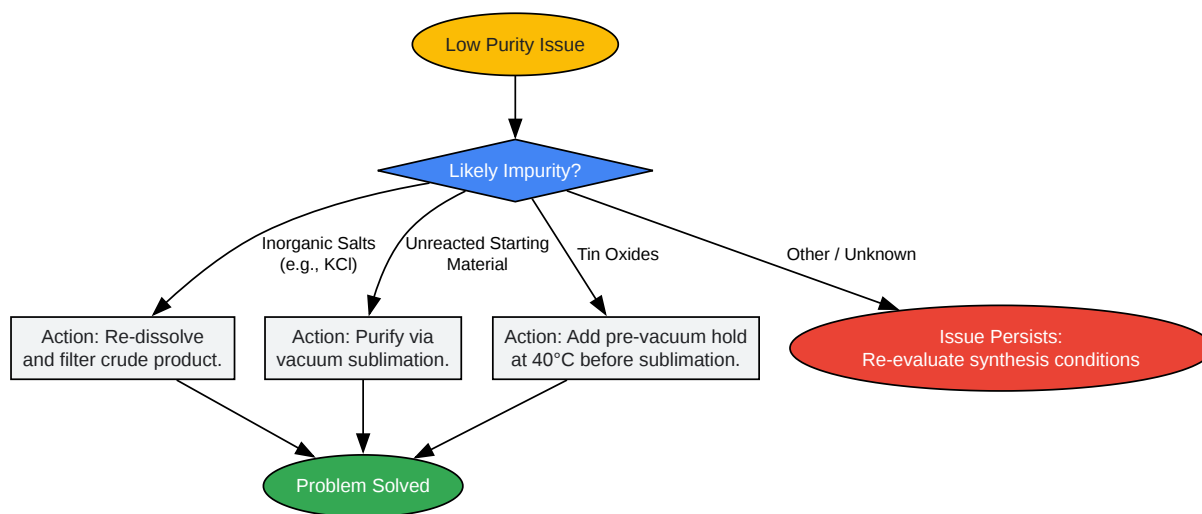 Low Purity Issue
Likely Impurity?
Inorganic Salts
(e.g., KCl)
Unreacted Starting
Material
Tin Oxides
Other / Unknown
Action: Re-dissolve
and filter crude product.
Action: Purify via
vacuum sublimation.
Action: Add pre-vacuum hold
at 40°C before sublimation.
Issue Persists:
Re-evaluate synthesis conditions
Problem Solved